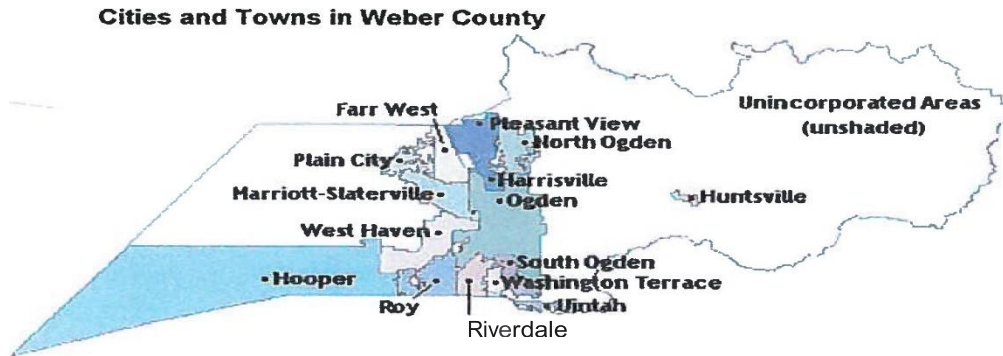 Cities and Towns in Weber County
Farr West
Pleasant View
Unincorporated Areas
(unshaded)
North Ogden
Plain City
Harrisville
Marriott-Slaterville
Ogden
Huntsville
West Haven
South Ogden
Hooper
Washington Terrace
Roy
Uintah
Riverdale